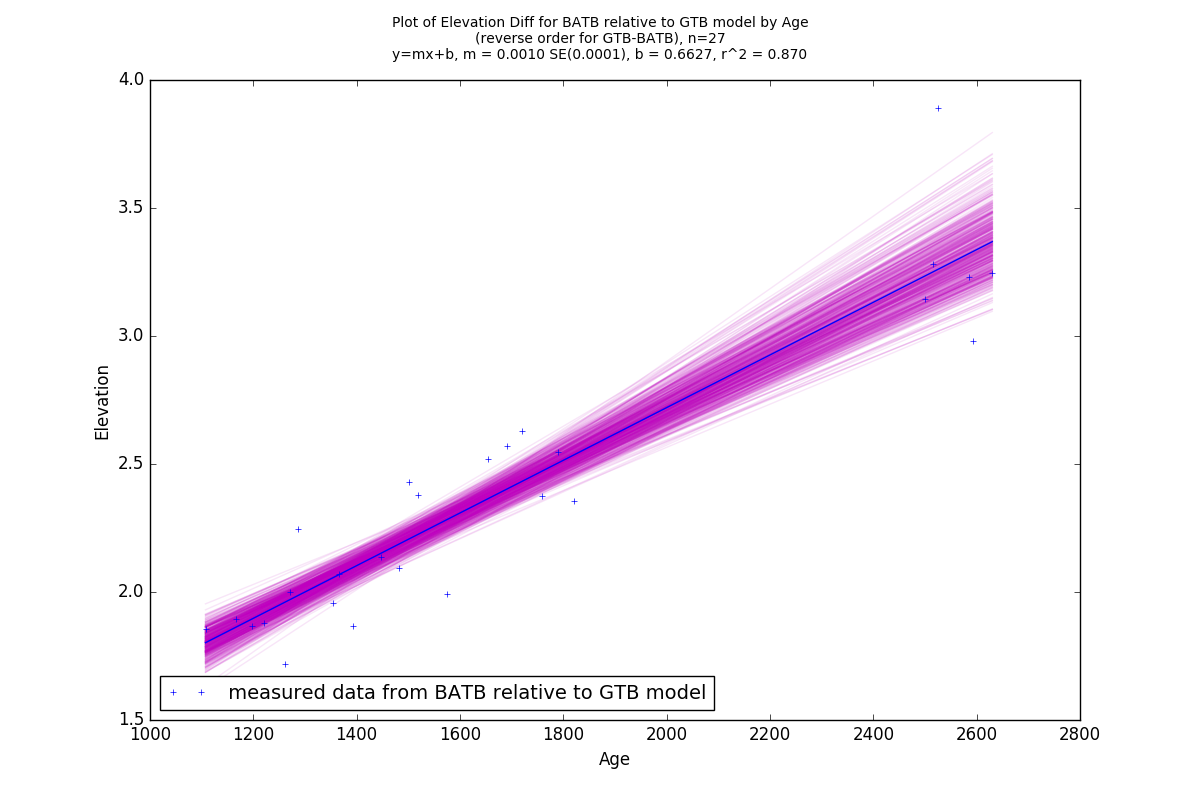 Plot of Elevation Diff for BATB relative to GTB model by Age
(reverse order for GTB-BATB), n=27
y=mx+b, m = 0.0010 SE(0.0001), b = 0.6627, r^2 = 0.870
4.0
3.5
3.0
2.5
2.0
1.5
Elevation
measured data from BATB relative to GTB model
1000 1200 1400 1600 1800 2000 2200 2400 2600 2800
Age